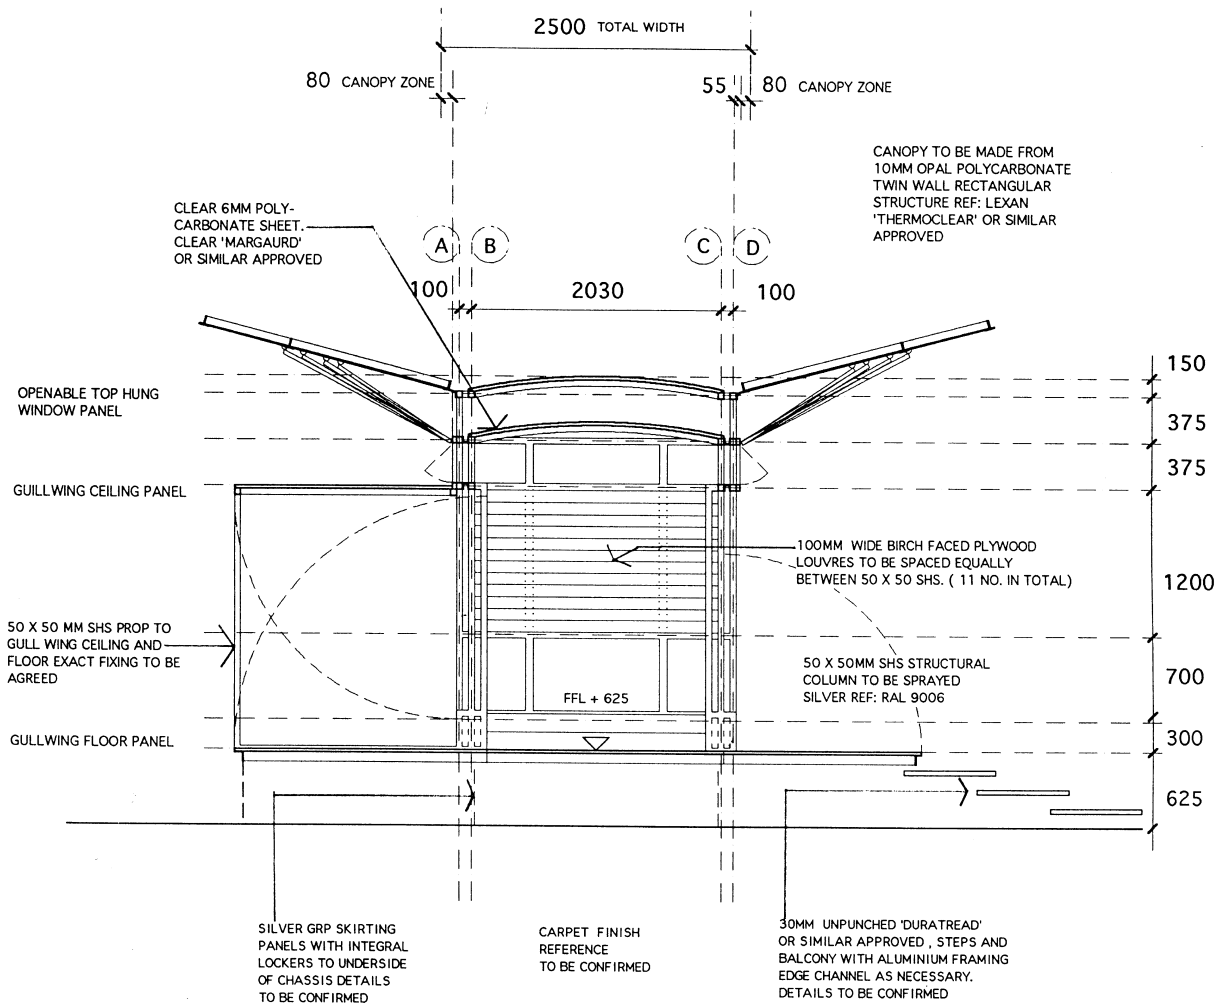 2500 TOTAL WIDTH
80 CANOPY ZONE
55
80 CANOPY ZONE
CANOPY TO BE MADE FROM
10MM OPAL POLYCARBONATE
TWIN WALL RECTANGULAR
STRUCTURE REF: LEXAN
'THERMOCLEAR' OR SIMILAR
APPROVED
CLEAR 6MM POLY-
CARBONATE SHEET.
CLEAR 'MARGAURD'
OR SIMILAR APPROVED
A
B
C
D
100
2030
100
150
OPENABLE TOP HUNG
WINDOW PANEL
375
375
GUILLWING CEILING PANEL
100MM WIDE BIRCH FACED PLYWOOD
LOUVRES TO BE SPACED EQUALLY
BETWEEN 50 X 50 SHS. ( 11 NO. IN TOTAL)
1200
50 X 50 MM SHS PROP TO
GULL WING CEILING AND
FLOOR EXACT FIXING TO BE
AGREED
50 X 50MM SHS STRUCTURAL
COLUMN TO BE SPRAYED
SILVER REF: RAL 9006
700
FFL + 625
GULLWING FLOOR PANEL
300
625
SILVER GRP SKIRTING
PANELS WITH INTEGRAL
LOCKERS TO UNDERSIDE
OF CHASSIS DETAILS
TO BE CONFIRMED
CARPET FINISH
REFERENCE
TO BE CONFIRMED
30MM UNPUNCHED 'DURATREAD'
OR SIMILAR APPROVED , STEPS AND
BALCONY WITH ALUMINIUM FRAMING
EDGE CHANNEL AS NECESSARY.
DETAILS TO BE CONFIRMED